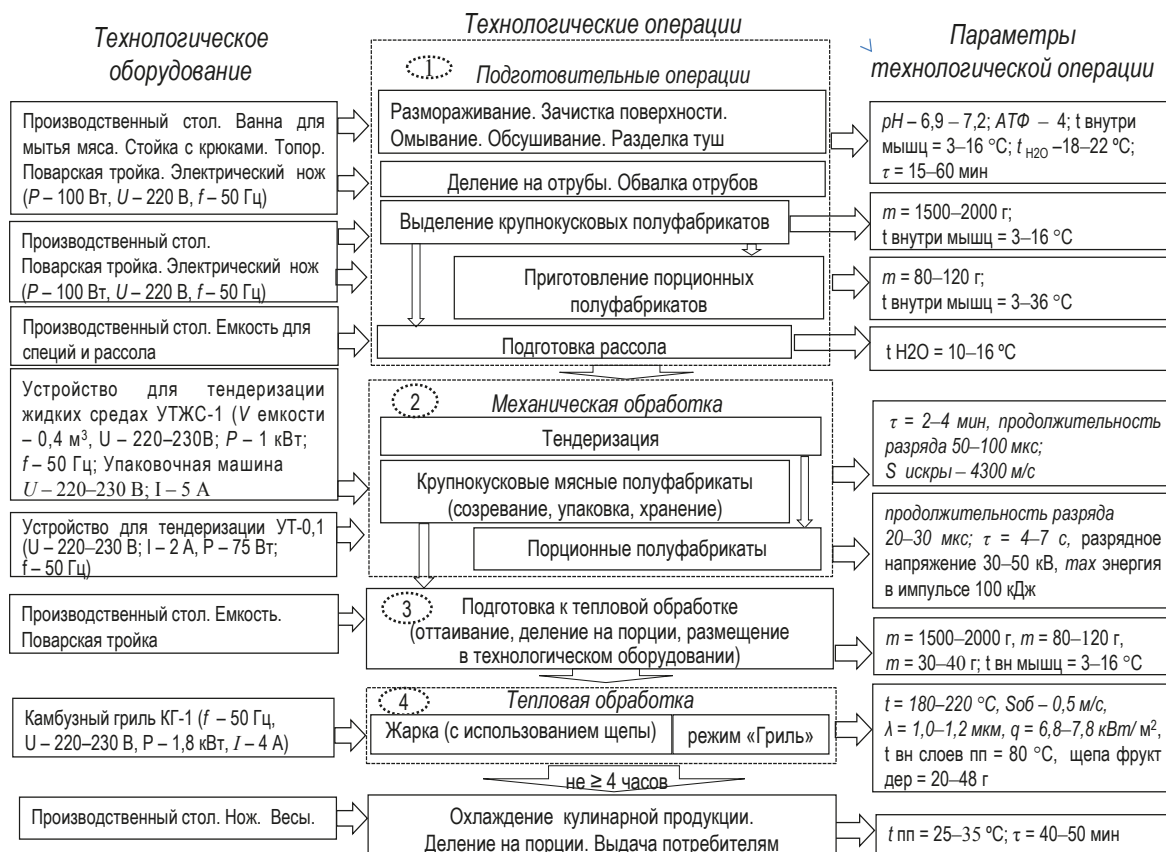 Технологическое
оборудование
Технологические операции
Параметры
технологической операции
1
Подготовительные операции
Производственный стол. Ванна для
мытья мяса. Стойка с крюками. Топор.
Поварская тройка. Электрический нож
(P – 100 Вт, U – 220 В, f – 50 Гц)
Размораживание. Зачистка поверхности.
Омывание. Обсушивание. Разделка туш
pH – 6,9 – 7,2; АТФ – 4; t внутри
мышц = 3–16 °С; t H2O –18–22 ºС;
τ = 15–60 мин
Деление на отрубы. Обвалка отрубов
Производственный стол.
Поварская тройка. Электрический нож
(P – 100 Вт, U – 220 В, f – 50 Гц)
Выделение крупнокусковых полуфабрикатов
m = 1500–2000 г;
t внутри мышц = 3–16 °С
Приготовление порционных
полуфабрикатов
m = 80–120 г;
t внутри мышц = 3–36 °С
Производственный стол. Емкость для
специй и рассола
Подготовка рассола
t H2O = 10–16 ºС
Устройство для тендеризации
жидких средах УТЖС-1 (V емкости
– 0,4 м³, U – 220–230В; P – 1 кВт;
f – 50 Гц; Упаковочная машина
U – 220–230 В; I – 5 А
2
Механическая обработка
Тендеризация
τ = 2–4 мин, продолжительность
разряда 50–100 мкс;
S искры – 4300 м/с
Крупнокусковые мясные полуфабрикаты
(созревание, упаковка, хранение)
Устройство для тендеризации УТ-0,1
(U – 220–230 В; I – 2 А, P – 75 Вт;
f – 50 Гц)
Порционные полуфабрикаты
продолжительность разряда
20–30 мкс; τ = 4–7 с, разрядное
напряжение 30–50 кВ, max энергия
в импульсе 100 кДж
Производственный стол. Емкость.
Поварская тройка
3
Подготовка к тепловой обработке
(оттаивание, деление на порции, размещение
в технологическом оборудовании)
m = 1500–2000 г, m = 80–120 г,
m = 30–40 г; t вн мышц = 3–16 °С
4
Тепловая обработка
Камбузный гриль КГ-1 (f – 50 Гц,
U – 220–230 В, P – 1,8 кВт, I – 4 А)
Жарка (с использованием щепы)
режим «Гриль»
t = 180–220 °С, Sоб – 0,5 м/с,
λ = 1,0–1,2 мкм, q = 6,8–7,8 кВт/ м²,
t вн слоев пп = 80 °С, щепа фрукт
дер = 20–48 г
не ≥ 4 часов
Производственный стол. Нож. Весы.
Охлаждение кулинарной продукции.
Деление на порции. Выдача потребителям
t пп = 25–35 ºС; τ = 40–50 мин